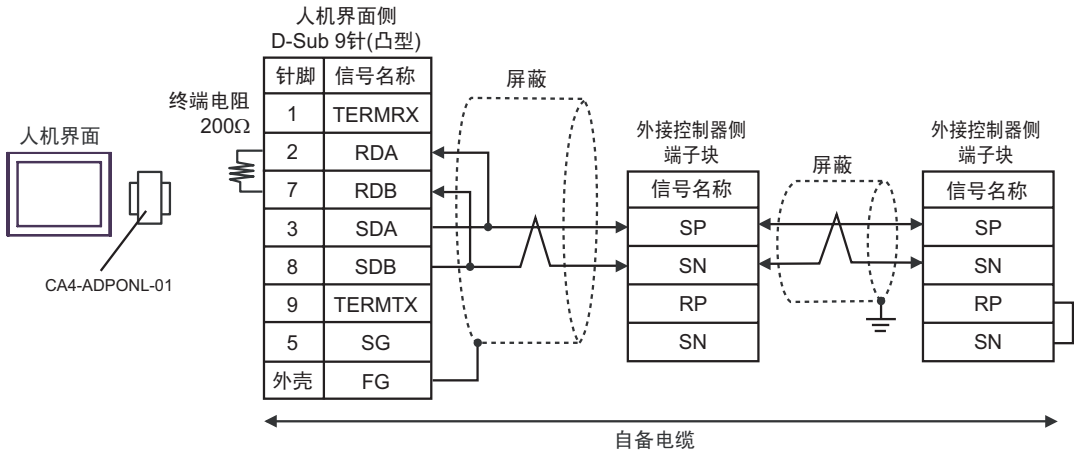 人机界面侧
D-Sub 9针(凸型)
针脚 信号名称
1 TERMRX
2 RDA
7 RDB
3 SDA
8 SDB
9 TERMTX
5 SG
外壳 FG
终端电阻
200Ω
人机界面
CA4-ADPONL-01
屏蔽
外接控制器侧
端子块
信号名称
SP
SN
RP
SN
屏蔽
外接控制器侧
端子块
信号名称
SP
SN
RP
SN
自备电缆